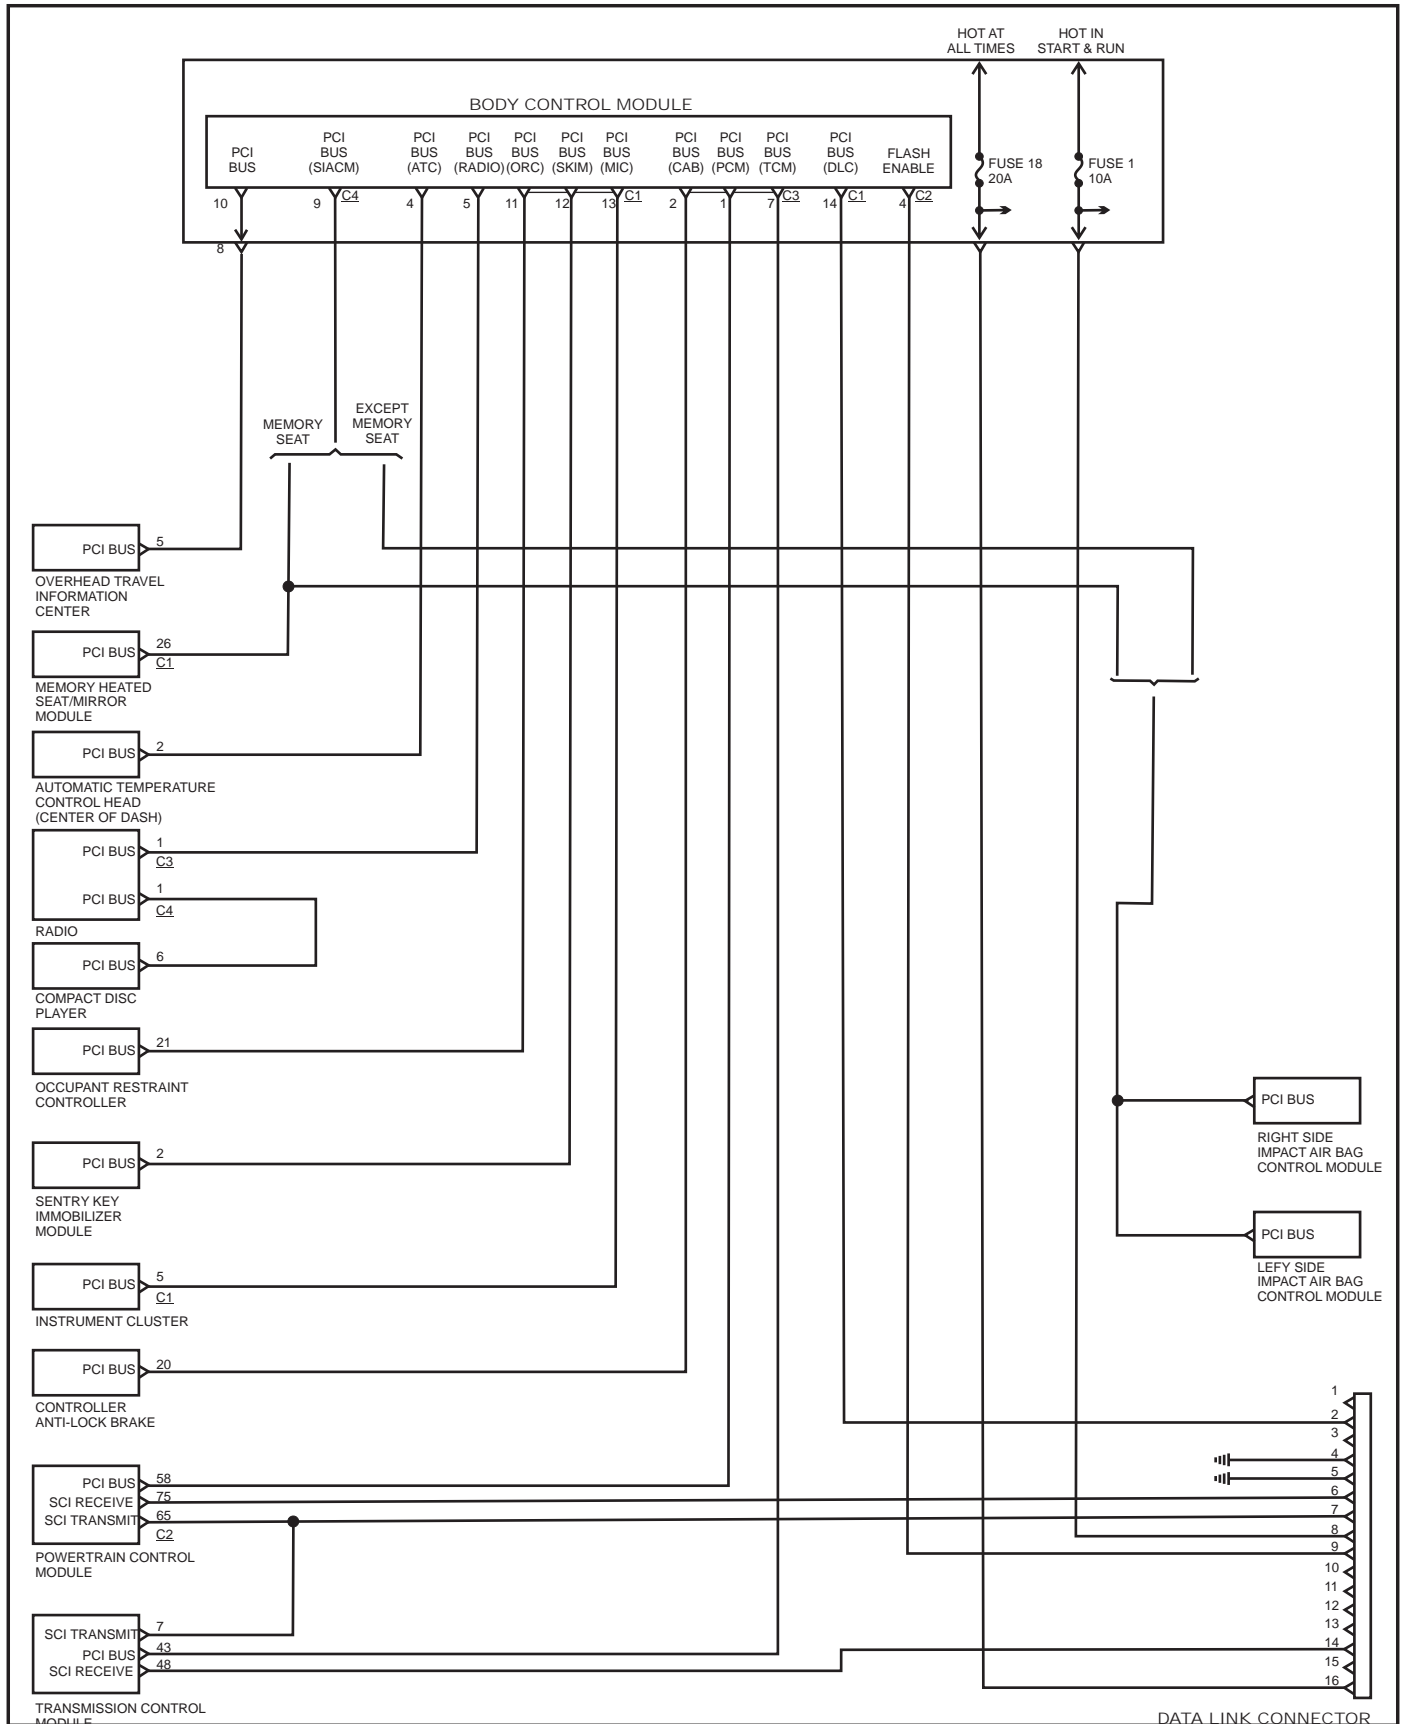 HOT AT
ALL TIMES
HOT IN
START & RUN
BODY CONTROL MODULE
PCI
BUS
PCI
BUS
(SIACM)
PCI
BUS
(ATC)
PCI
BUS
(RADIO)
PCI
BUS
(ORC)
PCI
BUS
(SKIM)
PCI
BUS
(MIC)
PCI
BUS
(CAB)
PCI
BUS
(PCM)
PCI
BUS
(TCM)
PCI
BUS
(DLC)
FLASH
ENABLE
FUSE 18
20A
FUSE 1
10A
10
9
C4
4
5
11
12
13
C1
2
1
7
C3
14
C1
4
C2
8
MEMORY
SEAT
EXCEPT
MEMORY
SEAT
PCI BUS
5
OVERHEAD TRAVEL
INFORMATION
CENTER
PCI BUS
26
C1
MEMORY HEATED
SEAT/MIRROR
MODULE
PCI BUS
2
AUTOMATIC TEMPERATURE
CONTROL HEAD
(CENTER OF DASH)
PCI BUS
1
C3
PCI BUS
1
C4
RADIO
PCI BUS
6
COMPACT DISC
PLAYER
PCI BUS
21
OCCUPANT RESTRAINT
CONTROLLER
PCI BUS
2
SENTRY KEY
IMMOBILIZER
MODULE
PCI BUS
5
C1
INSTRUMENT CLUSTER
PCI BUS
20
CONTROLLER
ANTI-LOCK BRAKE
PCI BUS
58
SCI RECEIVE
75
SCI TRANSMIT
65
C2
POWERTRAIN CONTROL
MODULE
SCI TRANSMIT
7
PCI BUS
43
SCI RECEIVE
48
TRANSMISSION CONTROL
MODULE
PCI BUS
RIGHT SIDE
IMPACT AIR BAG
CONTROL MODULE
PCI BUS
LEFY SIDE
IMPACT AIR BAG
CONTROL MODULE
1
2
3
4
5
6
7
8
9
10
11
12
13
14
15
16
DATA LINK CONNECTOR